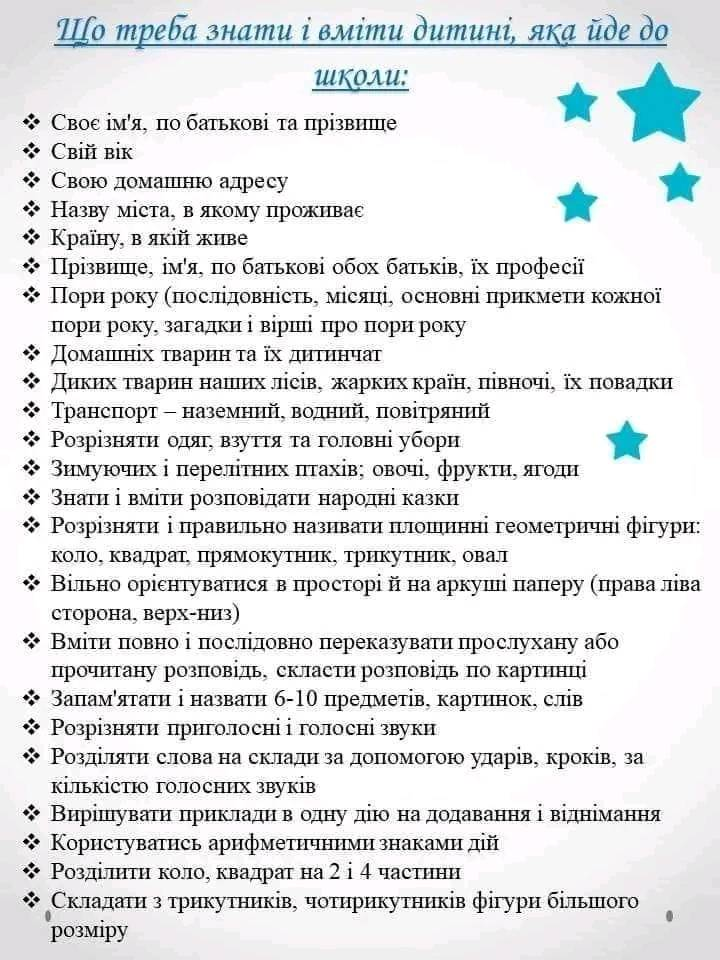 Що треба знати і вміти дитині, яка йде до
школи:
❖ Своє ім'я, по батькові та прізвище
❖ Свій вік
❖ Свою домашню адресу
❖ Назву міста, в якому проживає
❖ Країну, в якій живе
❖ Прізвище, ім'я, по батькові обох батьків, їх професії
❖ Пори року (послідовність, місяці, основні прикмети кожної
пори року, загадки і вірші про пори року
❖ Домашніх тварин та їх дитинчат
❖ Диких тварин наших лісів, жарких країн, півночі, їх повадки
❖ Транспорт – наземний, водний, повітряний
❖ Розрізняти одяг, взуття та головні убори
❖ Зимуючих і перелітних птахів; овочі, фрукти, ягоди
❖ Знати і вміти розповідати народні казки
❖ Розрізняти і правильно називати площинні геометричні фігури:
коло, квадрат, прямокутник, трикутник, овал
❖ Вільно орієнтуватися в просторі й на аркуші паперу (права ліва
сторона, верх-низ)
❖ Вміти повно і послідовно переказувати прослухану або
прочитану розповідь, скласти розповідь по картинці
❖ Запам'ятати і назвати 6-10 предметів, картинок, слів
❖ Розрізняти приголосні і голосні звуки
❖ Розділяти слова на склади за допомогою ударів, кроків, за
кількістю голосних звуків
❖ Вирішувати приклади в одну дію на додавання і віднімання
❖ Користуватись арифметичними знаками дій
❖ Розділити коло, квадрат на 2 і 4 частини
❖ Складати з трикутників, чотирикутників фігури більшого
розміру